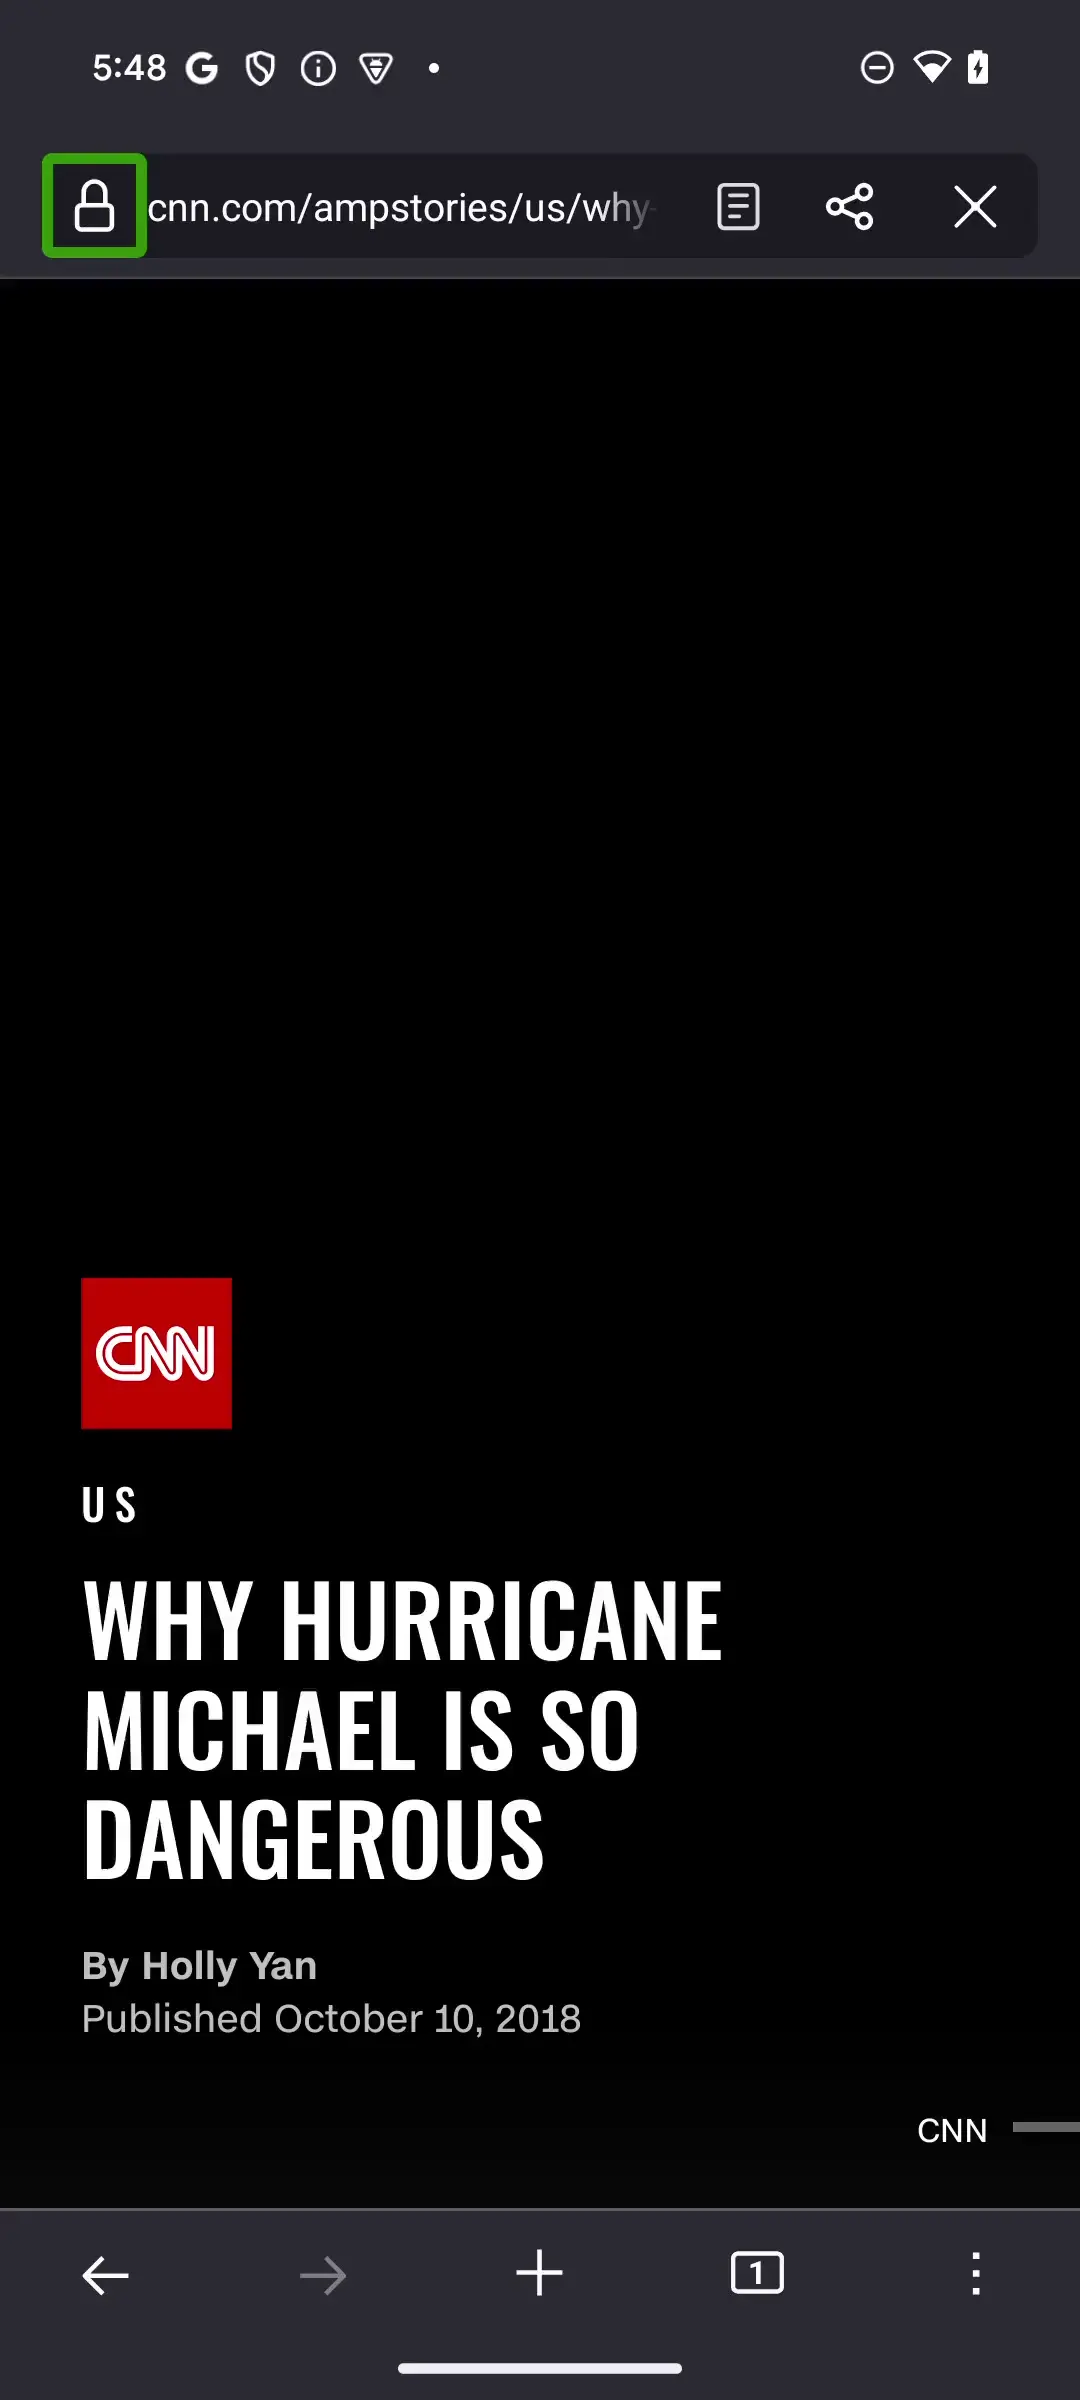 5:48
cnn.com/ampstories/us/why-
CNN
US
WHY HURRICANE
MICHAEL IS SO
DANGEROUS
By Holly Yan
Published October 10, 2018
CNN
1